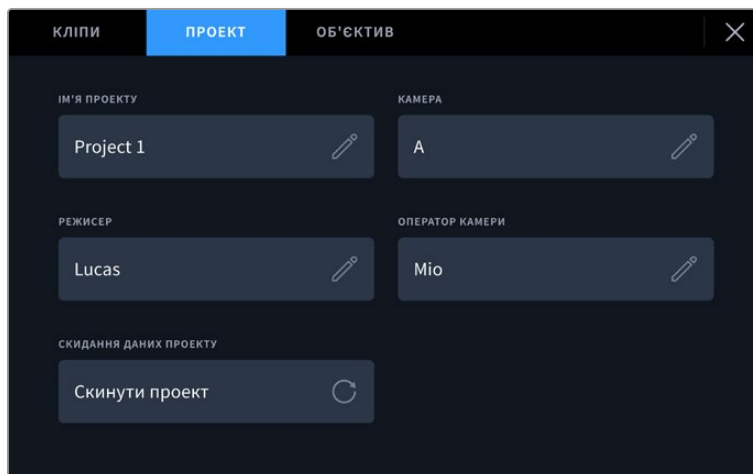 КЛІПИ ПРОЕКТ ОБ'ЄКТИВ
ІМ'Я ПРОЕКТУ КАМЕРА
Project 1 A
РЕЖИСЕР ОПЕРАТОР КАМЕРИ
Lucas Mio
СКИДАННЯ ДАНИХ ПРОЕКТУ
Скинути проект